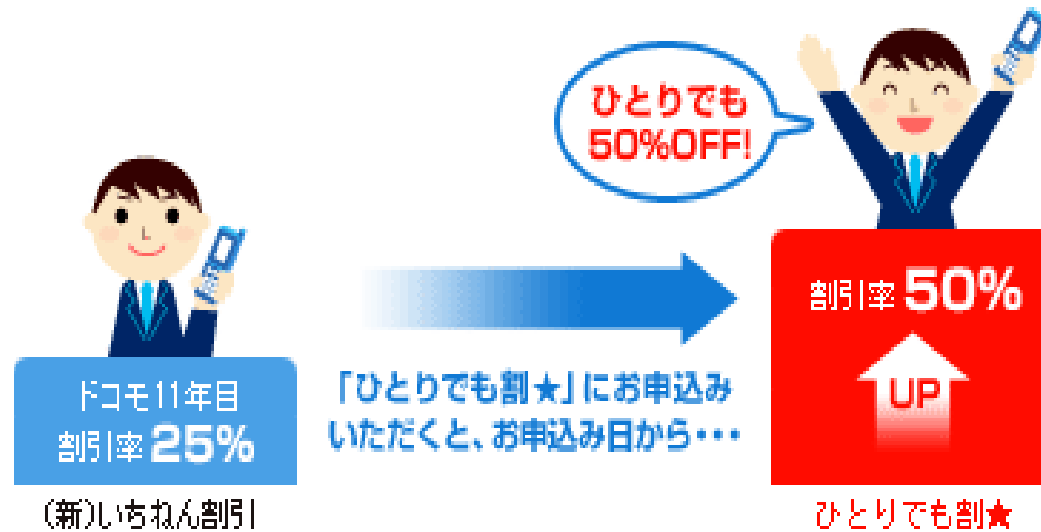 ひとりでも
50%OFF!
ドコモ11年目
割引率 25%
(新)いちねん割引
「ひとりでも割★」にお申込み
いただくと、お申込み日から・・・
割引率 50%
UP
ひとりでも割★